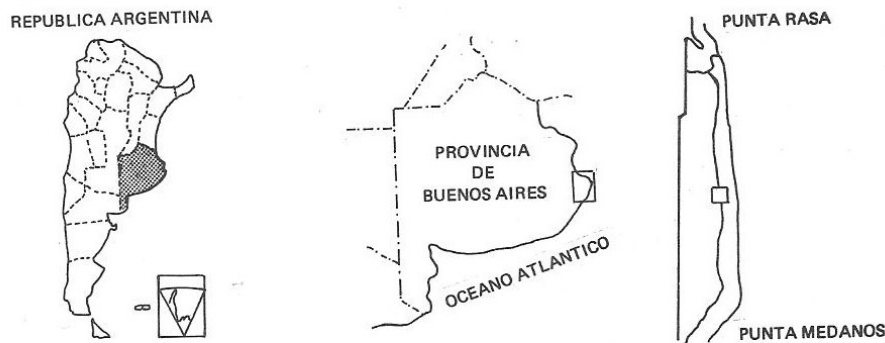 REPUBLICA ARGENTINA
PROVINCIA
DE
BUENOS AIRES
OCEANO ATLANTICO
PUNTA RASA
PUNTA MEDANOS